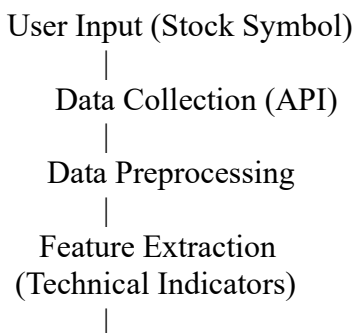 User Input (Stock Symbol)
|
Data Collection (API)
|
Data Preprocessing
|
Feature Extraction
(Technical Indicators)
|